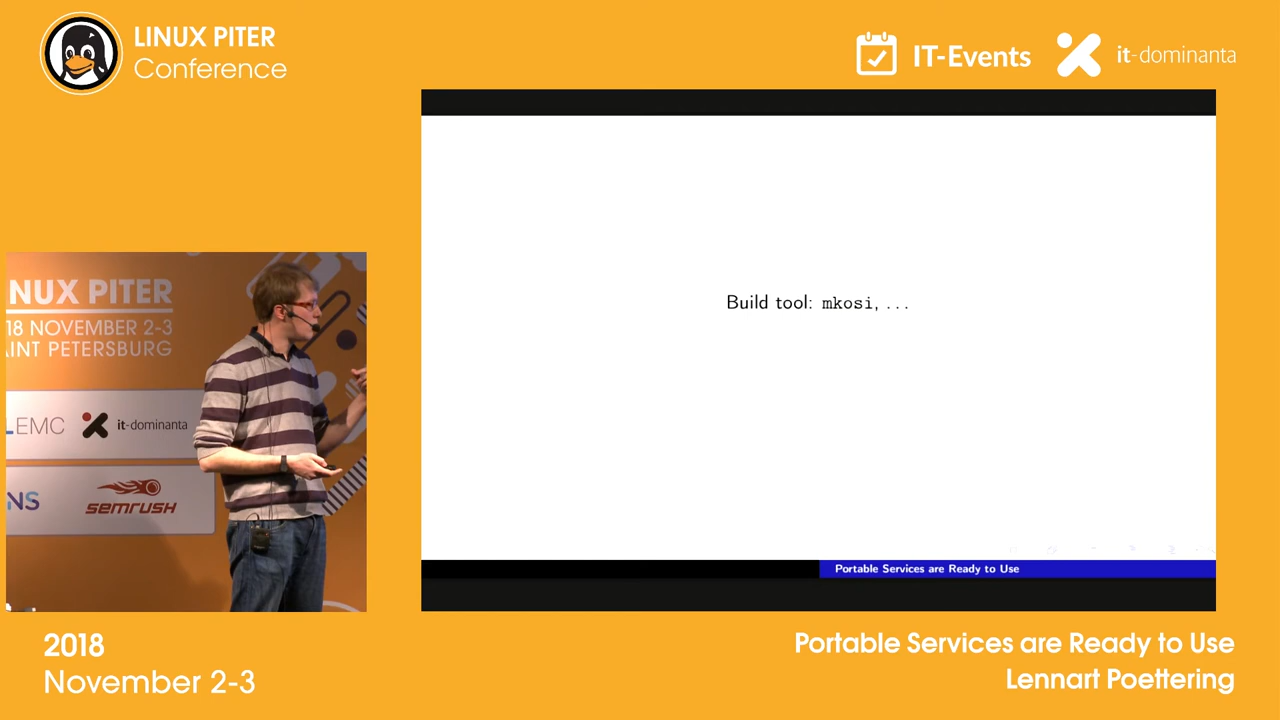 LINUX PITER
Conference
IT-Events
it-dominanta
Build tool: mkosi, ...
NUX PITER
18 NOVEMBER 2-3
AINT PETERSBURG
EMC
it-dominanta
NS
semrush
Portable Services are Ready to Use
2018
November 2-3
Portable Services are Ready to Use
Lennart Poettering